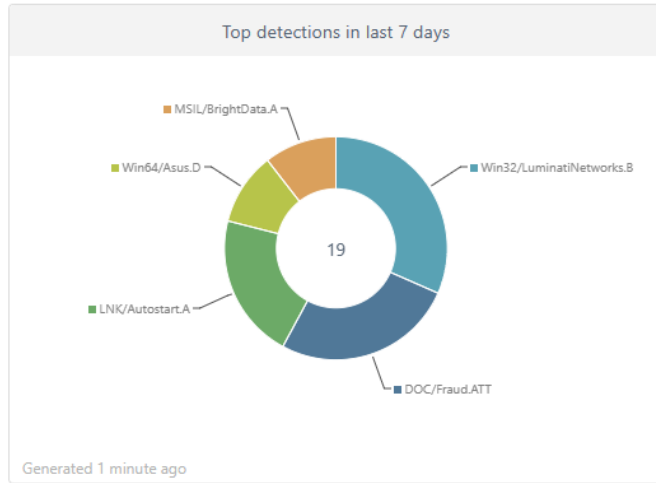 Top detections in last 7 days
MSIL/BrightData.A
Win64/Asus.D
Win32/LuminatiNetworks.B
19
LNK/Autostart.A
DOC/Fraud.ATT
Generated 1 minute ago